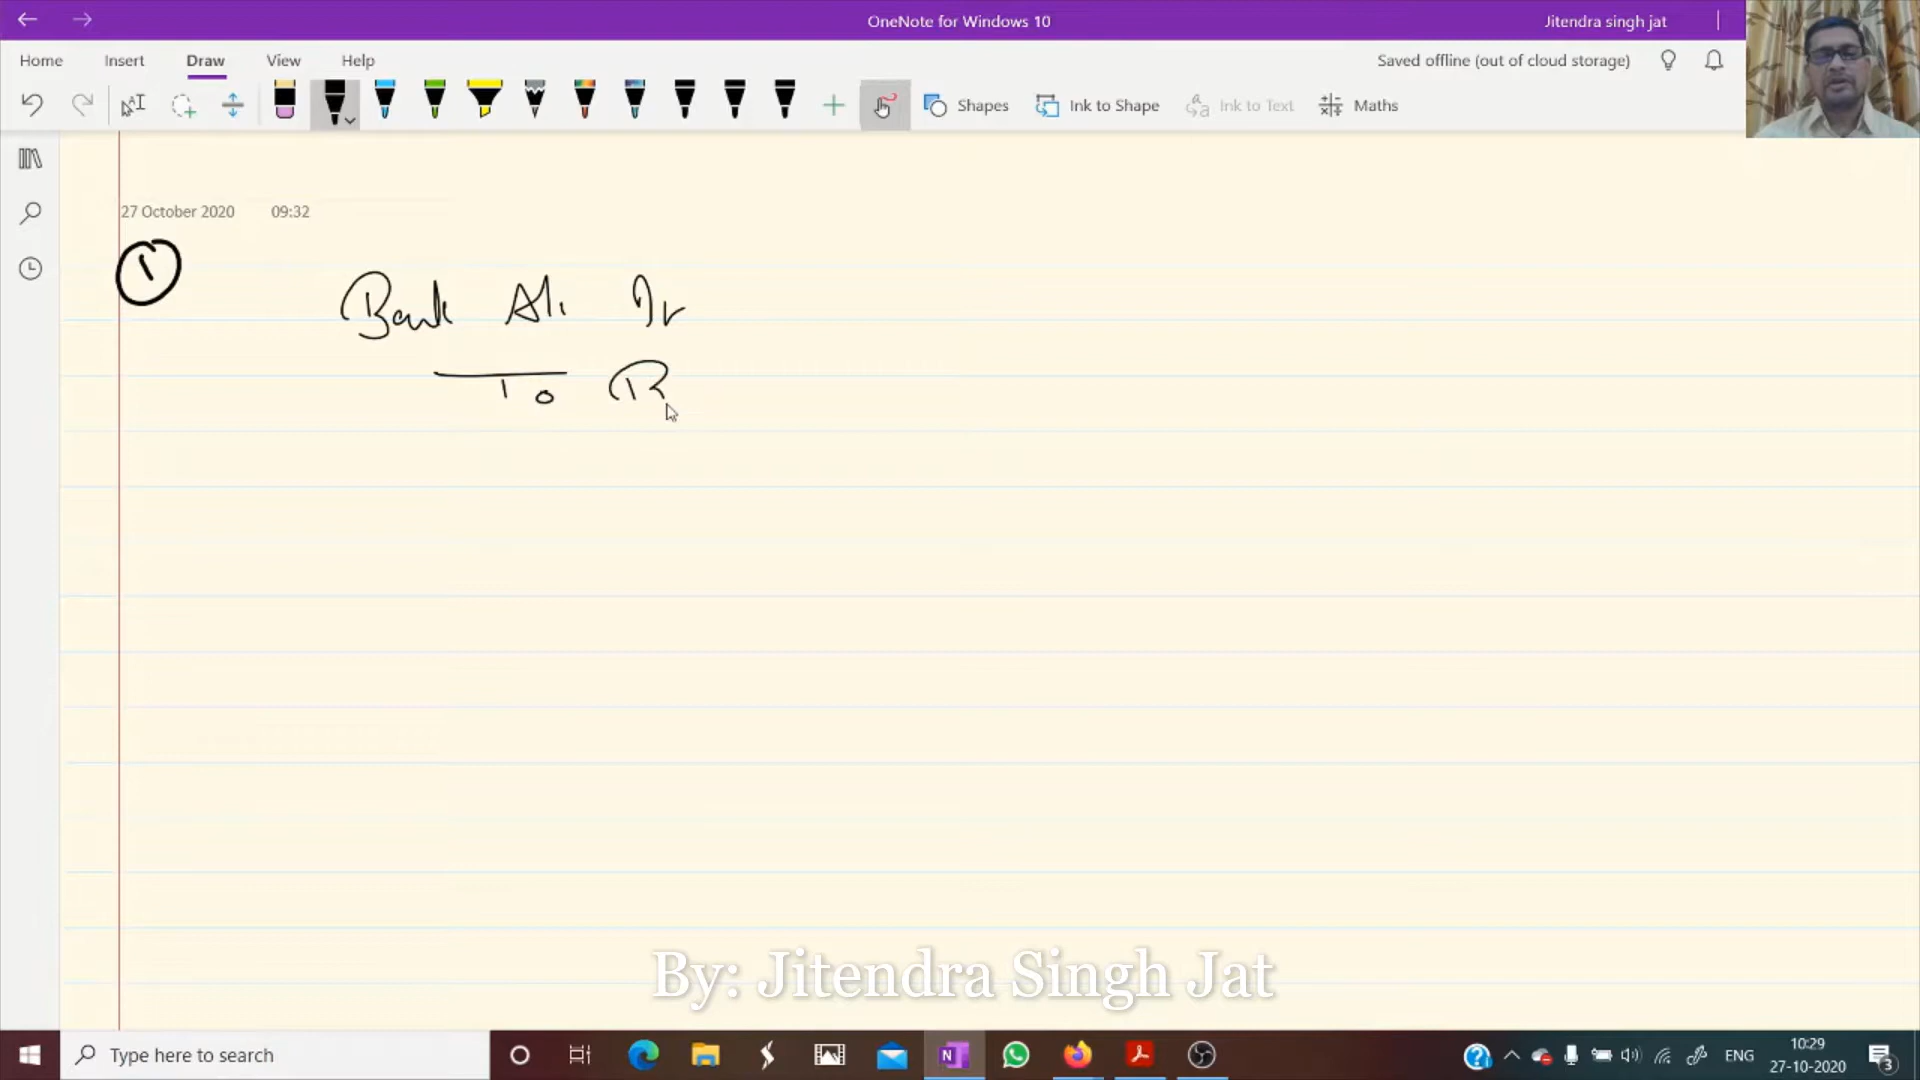 OneNote for Windows 10
Jitendra singh jat
Home Insert Draw View Help
Saved offline (out of cloud storage)
Shapes Ink to Shape Ink to Text Maths
27 October 2020 09:32
1
Bank A/c Dr
To B
By: Jitendra Singh Jat
Type here to search
ENG
10:29
27-10-2020
3